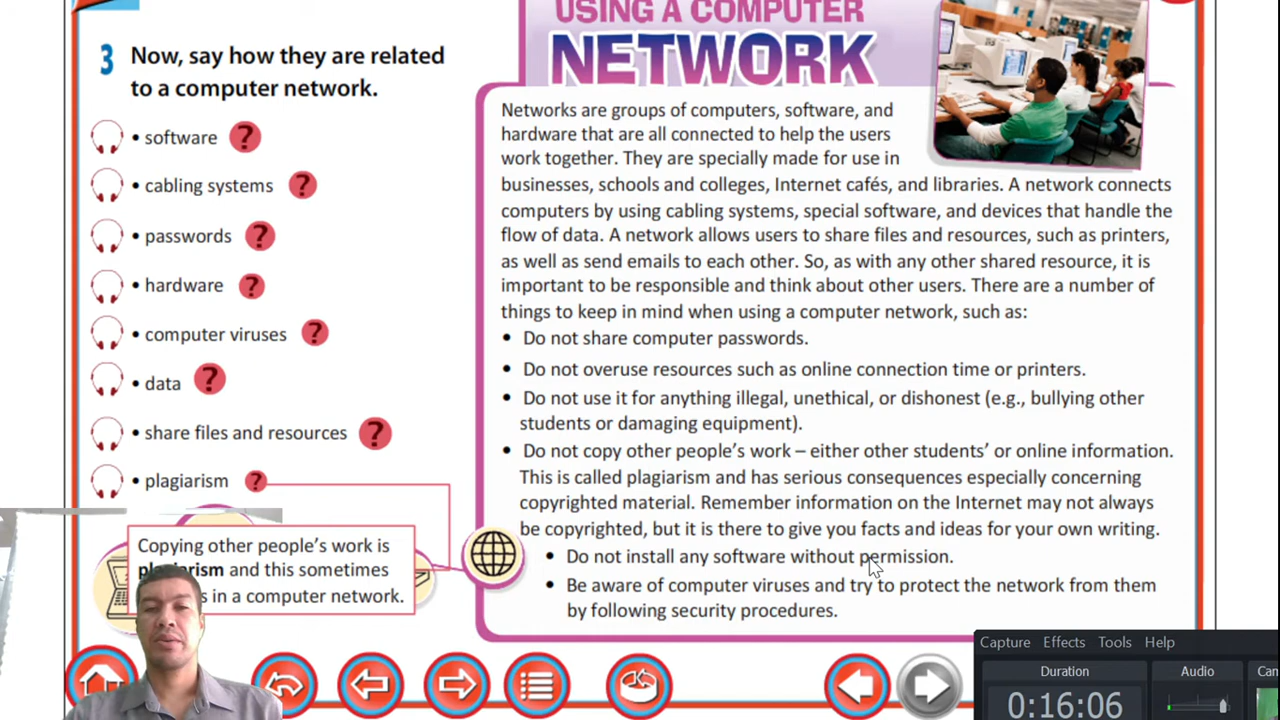 3 Now, say how they are related
to a computer network.
• software ?
• cabling systems ?
• passwords ?
• hardware ?
• computer viruses ?
• data ?
• share files and resources ?
• plagiarism ?
Copying other people's work is
and this sometimes
in a computer network.
USING A COMPUTER
NETWORK
Networks are groups of computers, software, and
hardware that are all connected to help the users
work together. They are specially made for use in
businesses, schools and colleges, Internet cafés, and libraries. A network connects
computers by using cabling systems, special software, and devices that handle the
flow of data. A network allows users to share files and resources, such as printers,
as well as send emails to each other. So, as with any other shared resource, it is
important to be responsible and think about other users. There are a number of
things to keep in mind when using a computer network, such as:
• Do not share computer passwords.
• Do not overuse resources such as online connection time or printers.
• Do not use it for anything illegal, unethical, or dishonest (e.g., bullying other
students or damaging equipment).
• Do not copy other people's work – either other students' or online information.
This is called plagiarism and has serious consequences especially concerning
copyrighted material. Remember information on the Internet may not always
be copyrighted, but it is there to give you facts and ideas for your own writing.
• Do not install any software without permission.
• Be aware of computer viruses and try to protect the network from them
by following security procedures.
Capture Effects Tools Help
Duration Audio
0:16:06